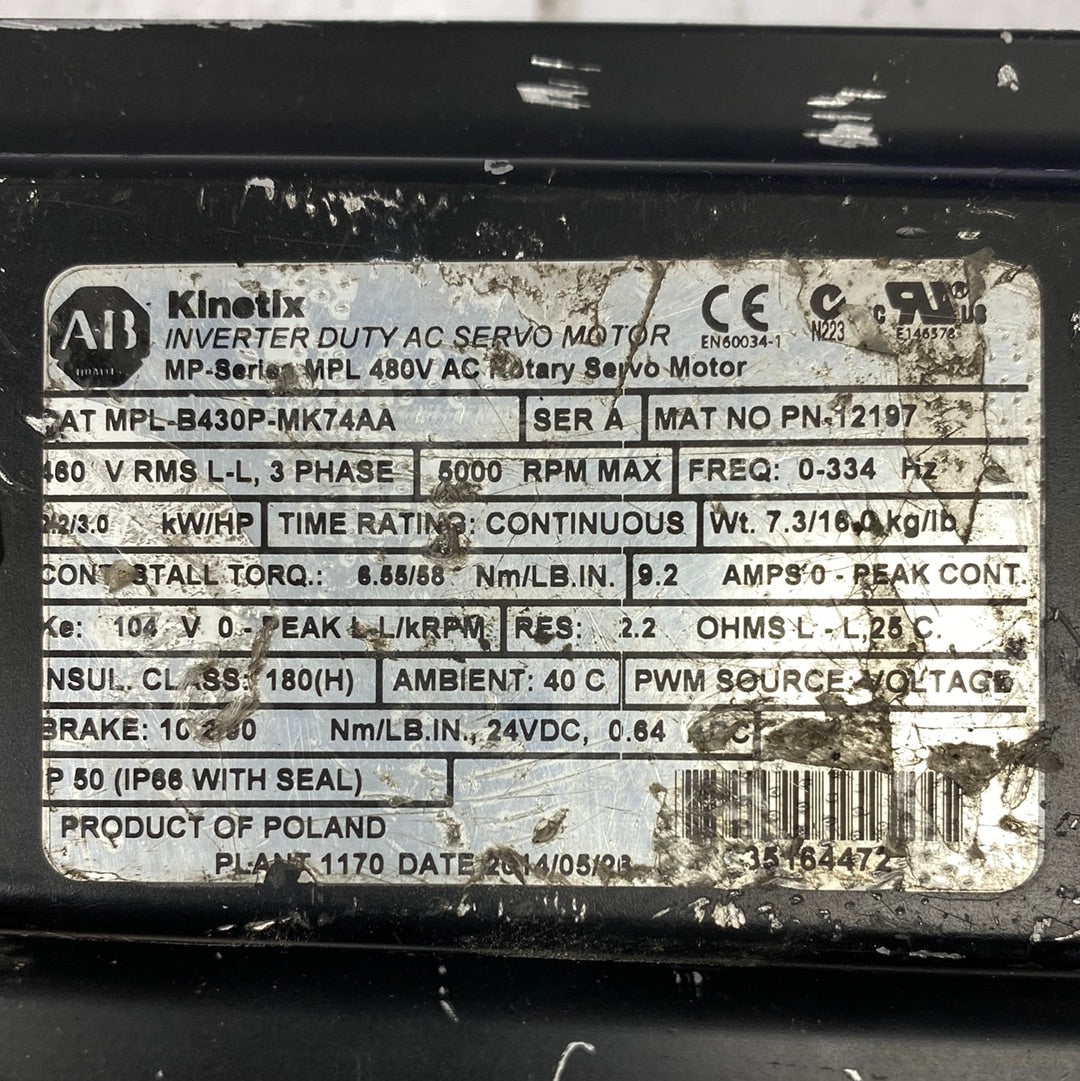 A-B
Kinetix
INVERTER DUTY AC SERVO MOTOR
MP-Series MPL 480V AC Rotary Servo Motor
CE
EN60034-1
N223
c UR ® US
E146578
CAT MPL-B430P-MK74AA SER A MAT NO PN-12197
460 V RMS L-L, 3 PHASE 5000 RPM MAX FREQ: 0-334 Hz
2.2/3.0 kW/HP TIME RATING: CONTINUOUS Wt. 7.3/16.0 kg/lb
CONT STALL TORQ.: 6.55/58 Nm/LB.IN. 9.2 AMPS 0 - PEAK CONT.
Ke: 104 V 0 - PEAK L-L/kRPM RES: 2.2 OHMS L - L,25 C.
INSUL. CLASS: 180(H) AMBIENT: 40 C PWM SOURCE: VOLTAGE
BRAKE: Nm/LB.IN., 24VDC, 0.64
IP 50 (IP66 WITH SEAL)
PRODUCT OF POLAND
PLANT 1170 DATE 35164472